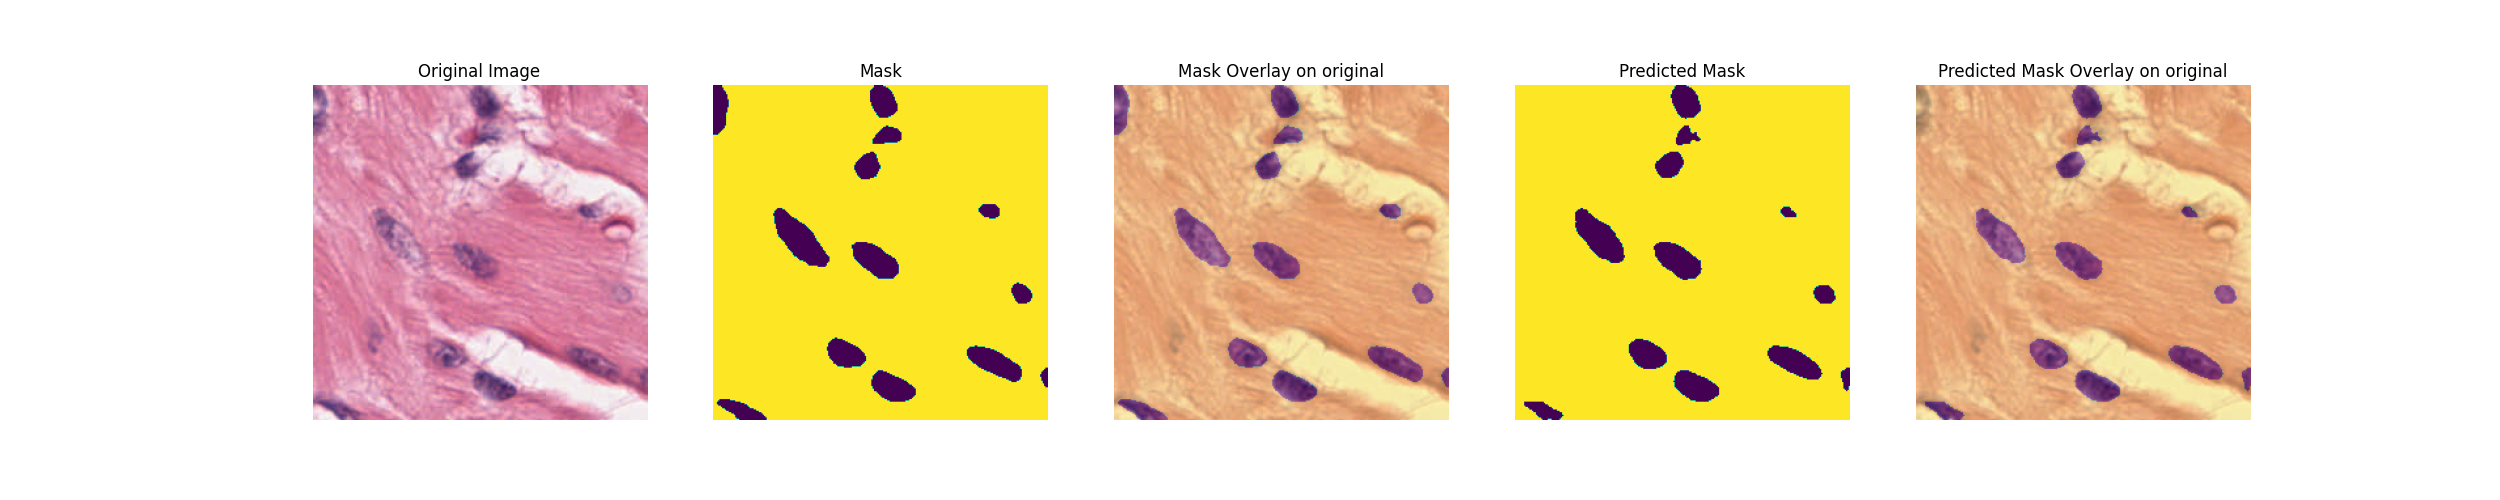 Original Image
Mask
Mask Overlay on original
Predicted Mask
Predicted Mask Overlay on original